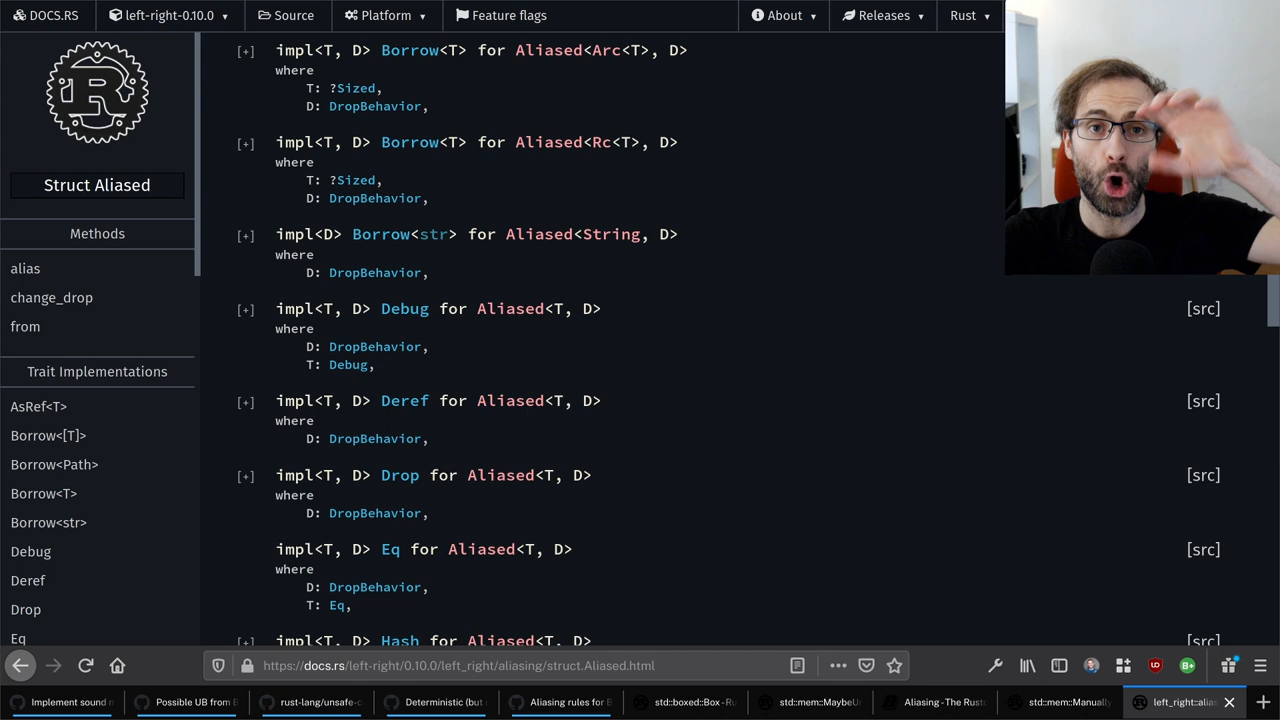 DOCS.RS left-right-0.10.0 Source Platform Feature flags About Releases Rust
Struct Aliased
Methods
alias
change_drop
from
Trait Implementations
AsRef<T>
Borrow<[T]>
Borrow<Path>
Borrow<T>
Borrow<str>
Debug
Deref
Drop
Eq
[+] impl<T, D> Borrow<T> for Aliased<Arc<T>, D>
where
T: ?Sized,
D: DropBehavior,
[+] impl<T, D> Borrow<T> for Aliased<Rc<T>, D>
where
T: ?Sized,
D: DropBehavior,
[+] impl<D> Borrow<str> for Aliased<String, D>
where
D: DropBehavior,
[+] impl<T, D> Debug for Aliased<T, D> [src]
where
D: DropBehavior,
T: Debug,
[+] impl<T, D> Deref for Aliased<T, D> [src]
where
D: DropBehavior,
[+] impl<T, D> Drop for Aliased<T, D> [src]
where
D: DropBehavior,
impl<T, D> Eq for Aliased<T, D> [src]
where
D: DropBehavior,
T: Eq,
[+] impl<T, D> Hash for Aliased<T, D> [src]
https://docs.rs/left-right/0.10.0/left_right/aliasing/struct.Aliased.html
Implement sound Possible UB from rust-lang/unsafe- Deterministic (but Aliasing rules for std::boxed::Box - std::mem:: Aliasing - The std::mem::Manually left_right::alias